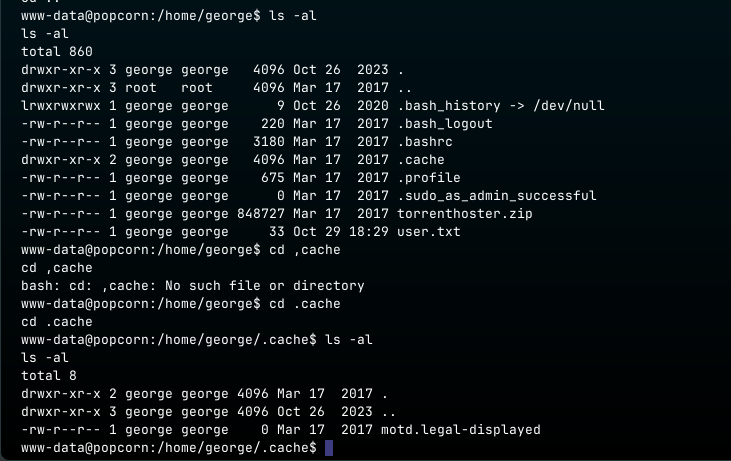 www-data@popcorn:/home/george$ ls -al
ls -al
total 860
drwxr-xr-x 3 george george   4096 Oct 26  2023 .
drwxr-xr-x 3 root   root     4096 Mar 17  2017 ..
lrwxrwxrwx 1 george george      9 Oct 26  2020 .bash_history -> /dev/null
-rw-r--r-- 1 george george    220 Mar 17  2017 .bash_logout
-rw-r--r-- 1 george george   3180 Mar 17  2017 .bashrc
drwxr-xr-x 2 george george   4096 Mar 17  2017 .cache
-rw-r--r-- 1 george george    675 Mar 17  2017 .profile
-rw-r--r-- 1 george george      0 Mar 17  2017 .sudo_as_admin_successful
-rw-r--r-- 1 george george 848727 Mar 17  2017 torrenthoster.zip
-rw-r--r-- 1 george george     33 Oct 29 18:29 user.txt
www-data@popcorn:/home/george$ cd ,cache
cd ,cache
bash: cd: ,cache: No such file or directory
www-data@popcorn:/home/george$ cd .cache
cd .cache
www-data@popcorn:/home/george/.cache$ ls -al
ls -al
total 8
drwxr-xr-x 2 george george 4096 Mar 17  2017 .
drwxr-xr-x 3 george george 4096 Oct 26  2023 ..
-rw-r--r-- 1 george george    0 Mar 17  2017 motd.legal-displayed
www-data@popcorn:/home/george/.cache$